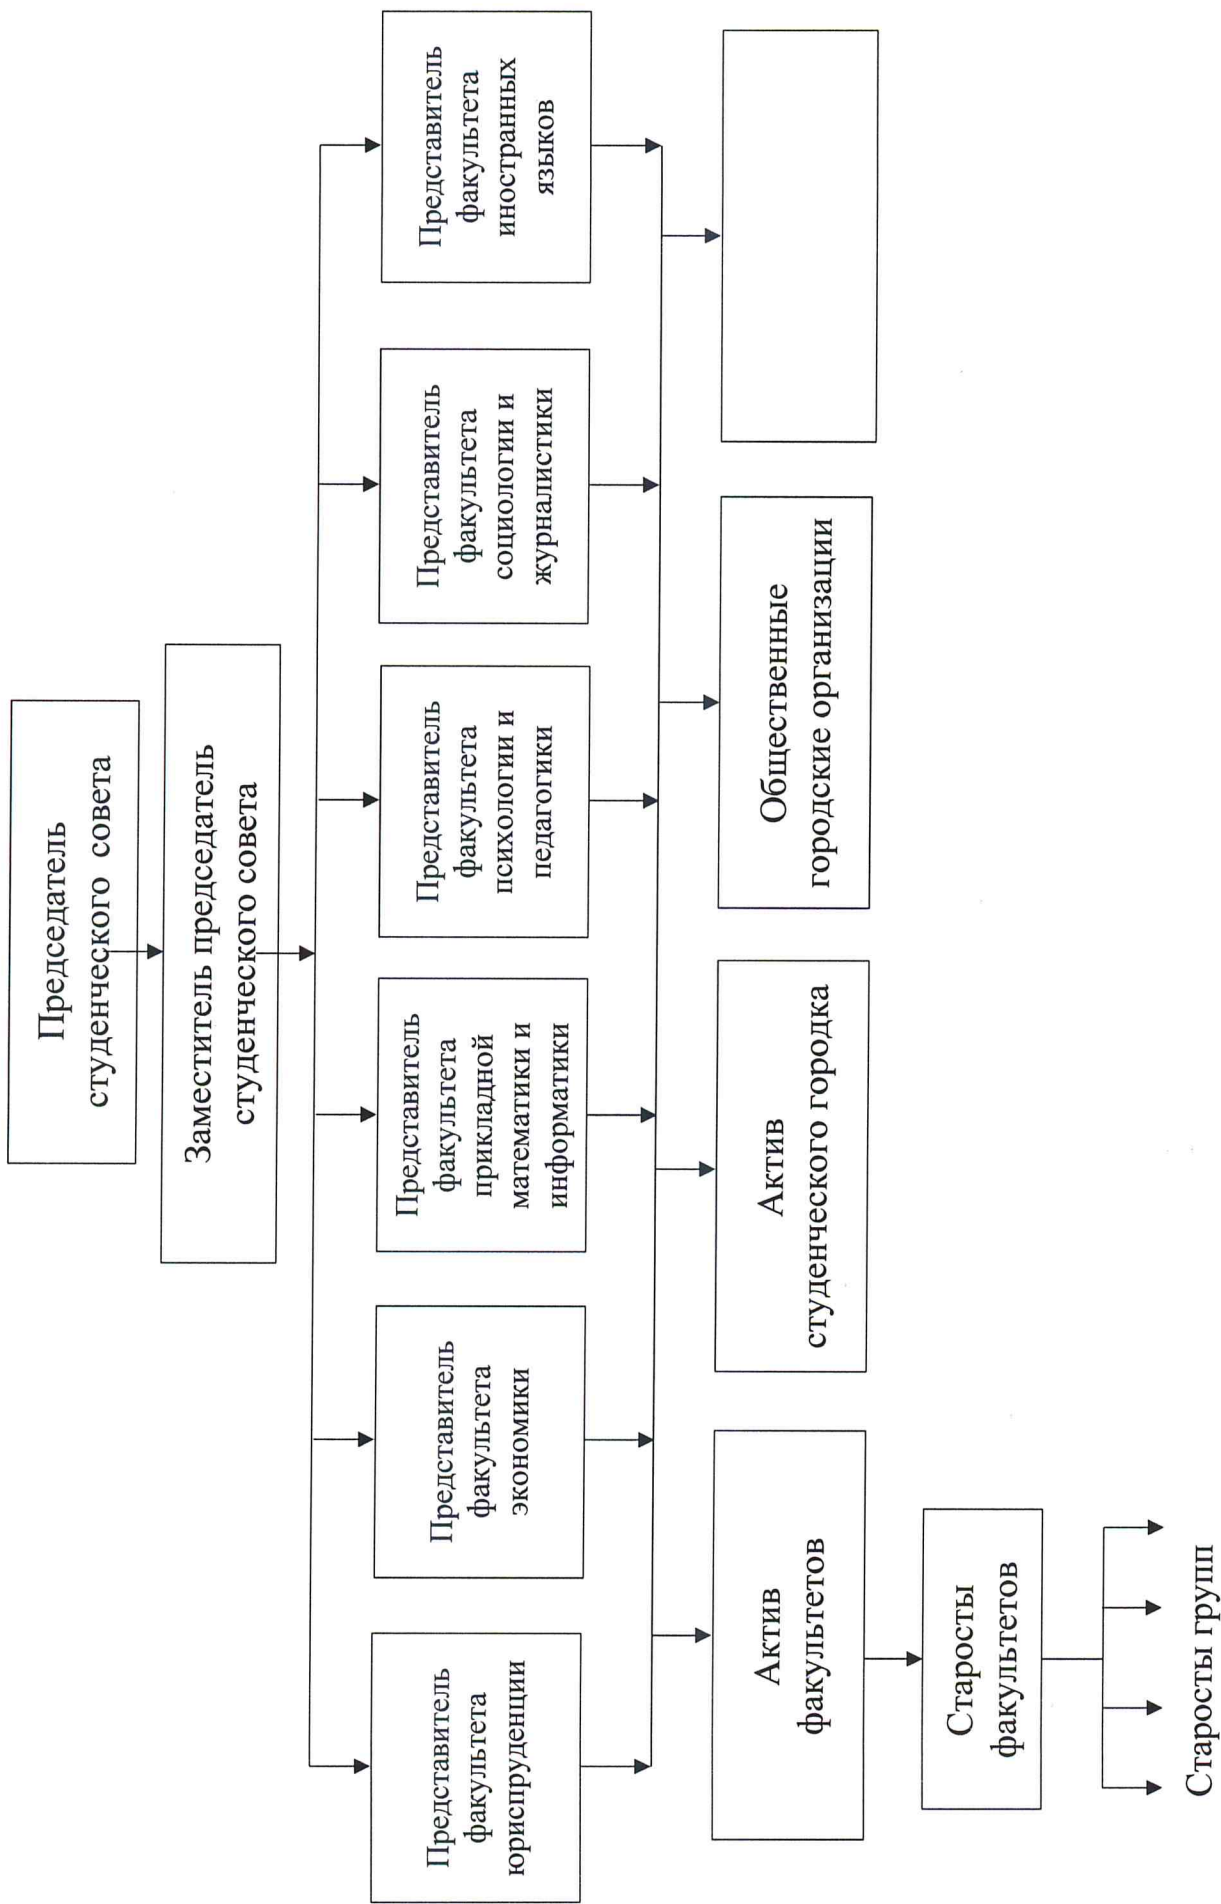 Председатель
студенческого совета
Заместитель председатель
студенческого совета
Представитель
факультета
юриспруденции
Представитель
факультета
экономики
Представитель
факультета
прикладной
математики и
информатики
Представитель
факультета
психологии и
педагогики
Представитель
факультета
социологии и
журналистики
Представитель
факультета
иностранных
языков
Актив
факультетов
Актив
студенческого городка
Общественные
городские организации
Старосты
факультетов
Старосты групп